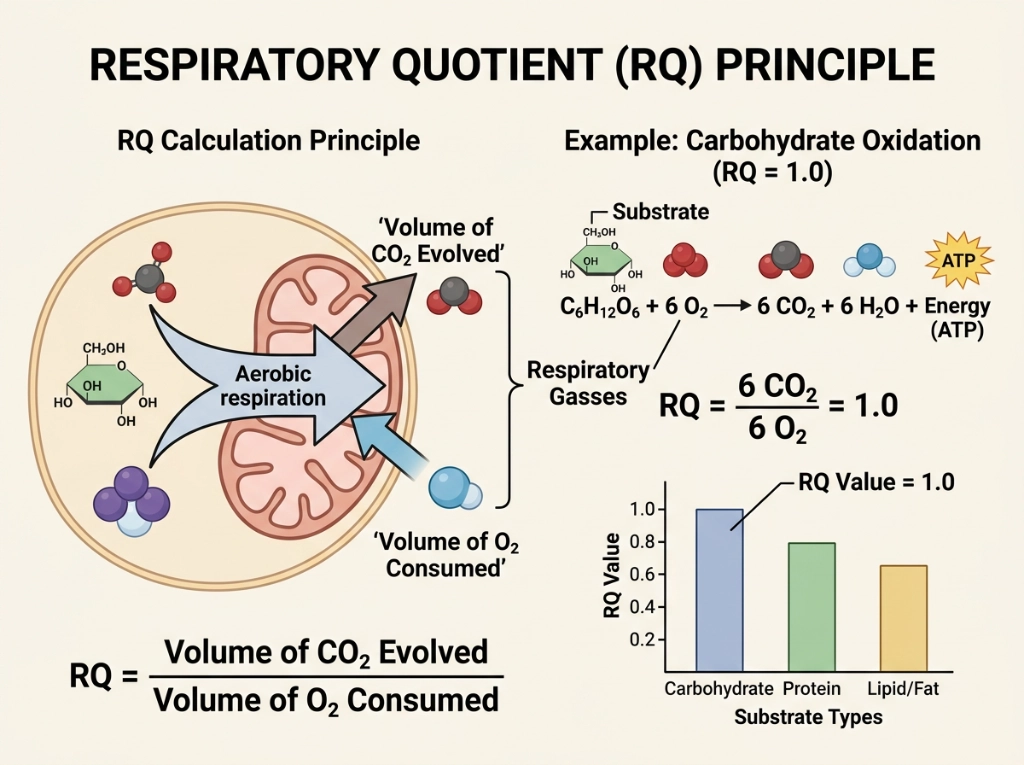 RESPIRATORY QUOTIENT (RQ) PRINCIPLE
RQ Calculation Principle
‘Volume of
CO₂ Evolved’
CH₂OH
O
OH
HO
OH
OH
Aerobic
respiration
Respiratory
Gasses
‘Volume of O₂
Consumed’
RQ = Volume of CO₂ Evolved
Volume of O₂ Consumed
Example: Carbohydrate Oxidation
(RQ = 1.0)
Substrate
CH₂OH
O
OH
HO
OH
OH
ATP
C₆H₁₂O₆ + 6 O₂ → 6 CO₂ + 6 H₂O + Energy
(ATP)
RQ = 6 CO₂ = 1.0
6 O₂
RQ Value = 1.0
RQ Value
1.0
0.8
0.6
0.4
0.2
Carbohydrate Protein Lipid/Fat
Substrate Types